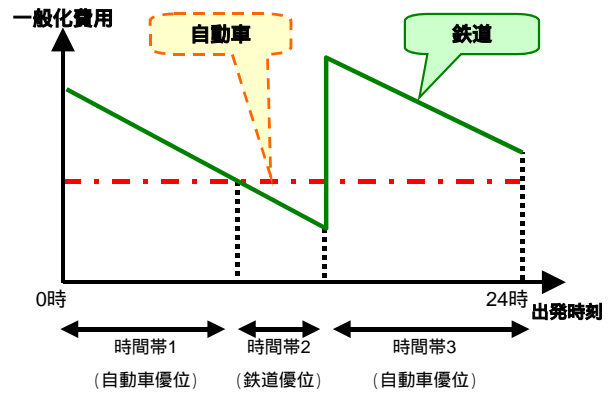 一般化費用
自動車
鉄道
0時
24時
出発時刻
時間帯1
(自動車優位)
時間帯2
(鉄道優位)
時間帯3
(自動車優位)